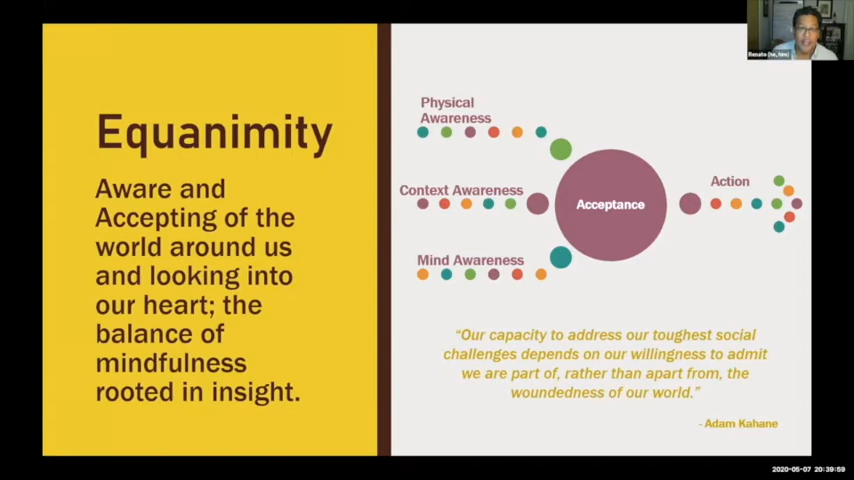 Equanimity
Aware and
Accepting of the
world around us
and looking into
our heart; the
balance of
mindfulness
rooted in insight.
Physical
Awareness
Context Awareness
Mind Awareness
Acceptance
Action
“Our capacity to address our toughest social
challenges depends on our willingness to admit
we are part of, rather than apart from, the
woundedness of our world.”
- Adam Kahane
Renato (he, him)
2020-05-07 20:39:59